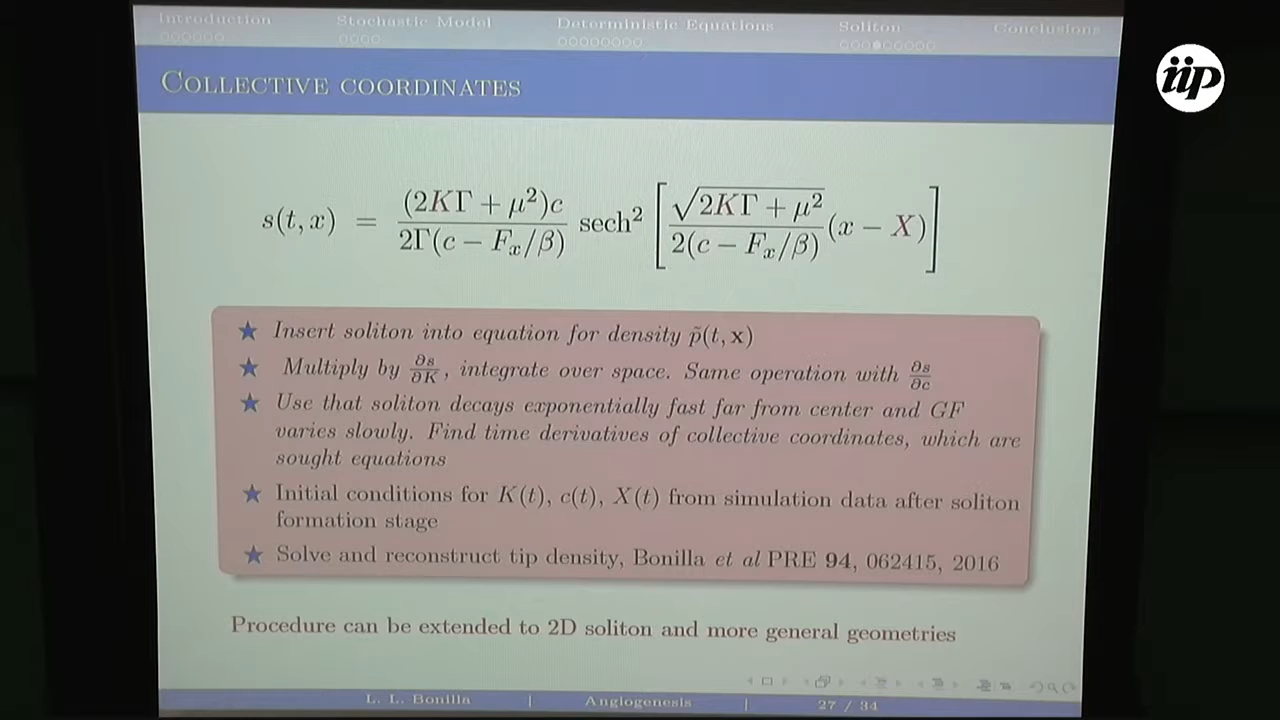 Introduction Stochastic Model Deterministic Equations Soliton Conclusions
iip
COLLECTIVE COORDINATES
s(t, x) = (2KΓ + μ²)c / 2Γ(c − Fₓ/β) sech² [ √(2KΓ + μ²) / 2(c − Fₓ/β) (x − X) ]
★ Insert soliton into equation for density p̃(t, x)
★ Multiply by ∂s/∂K, integrate over space. Same operation with ∂s/∂c
★ Use that soliton decays exponentially fast far from center and GF
varies slowly. Find time derivatives of collective coordinates, which are
sought equations
★ Initial conditions for K(t), c(t), X(t) from simulation data after soliton
formation stage
★ Solve and reconstruct tip density, Bonilla et al PRE 94, 062415, 2016
Procedure can be extended to 2D soliton and more general geometries
L. L. Bonilla | Angiogenesis | 27 / 34